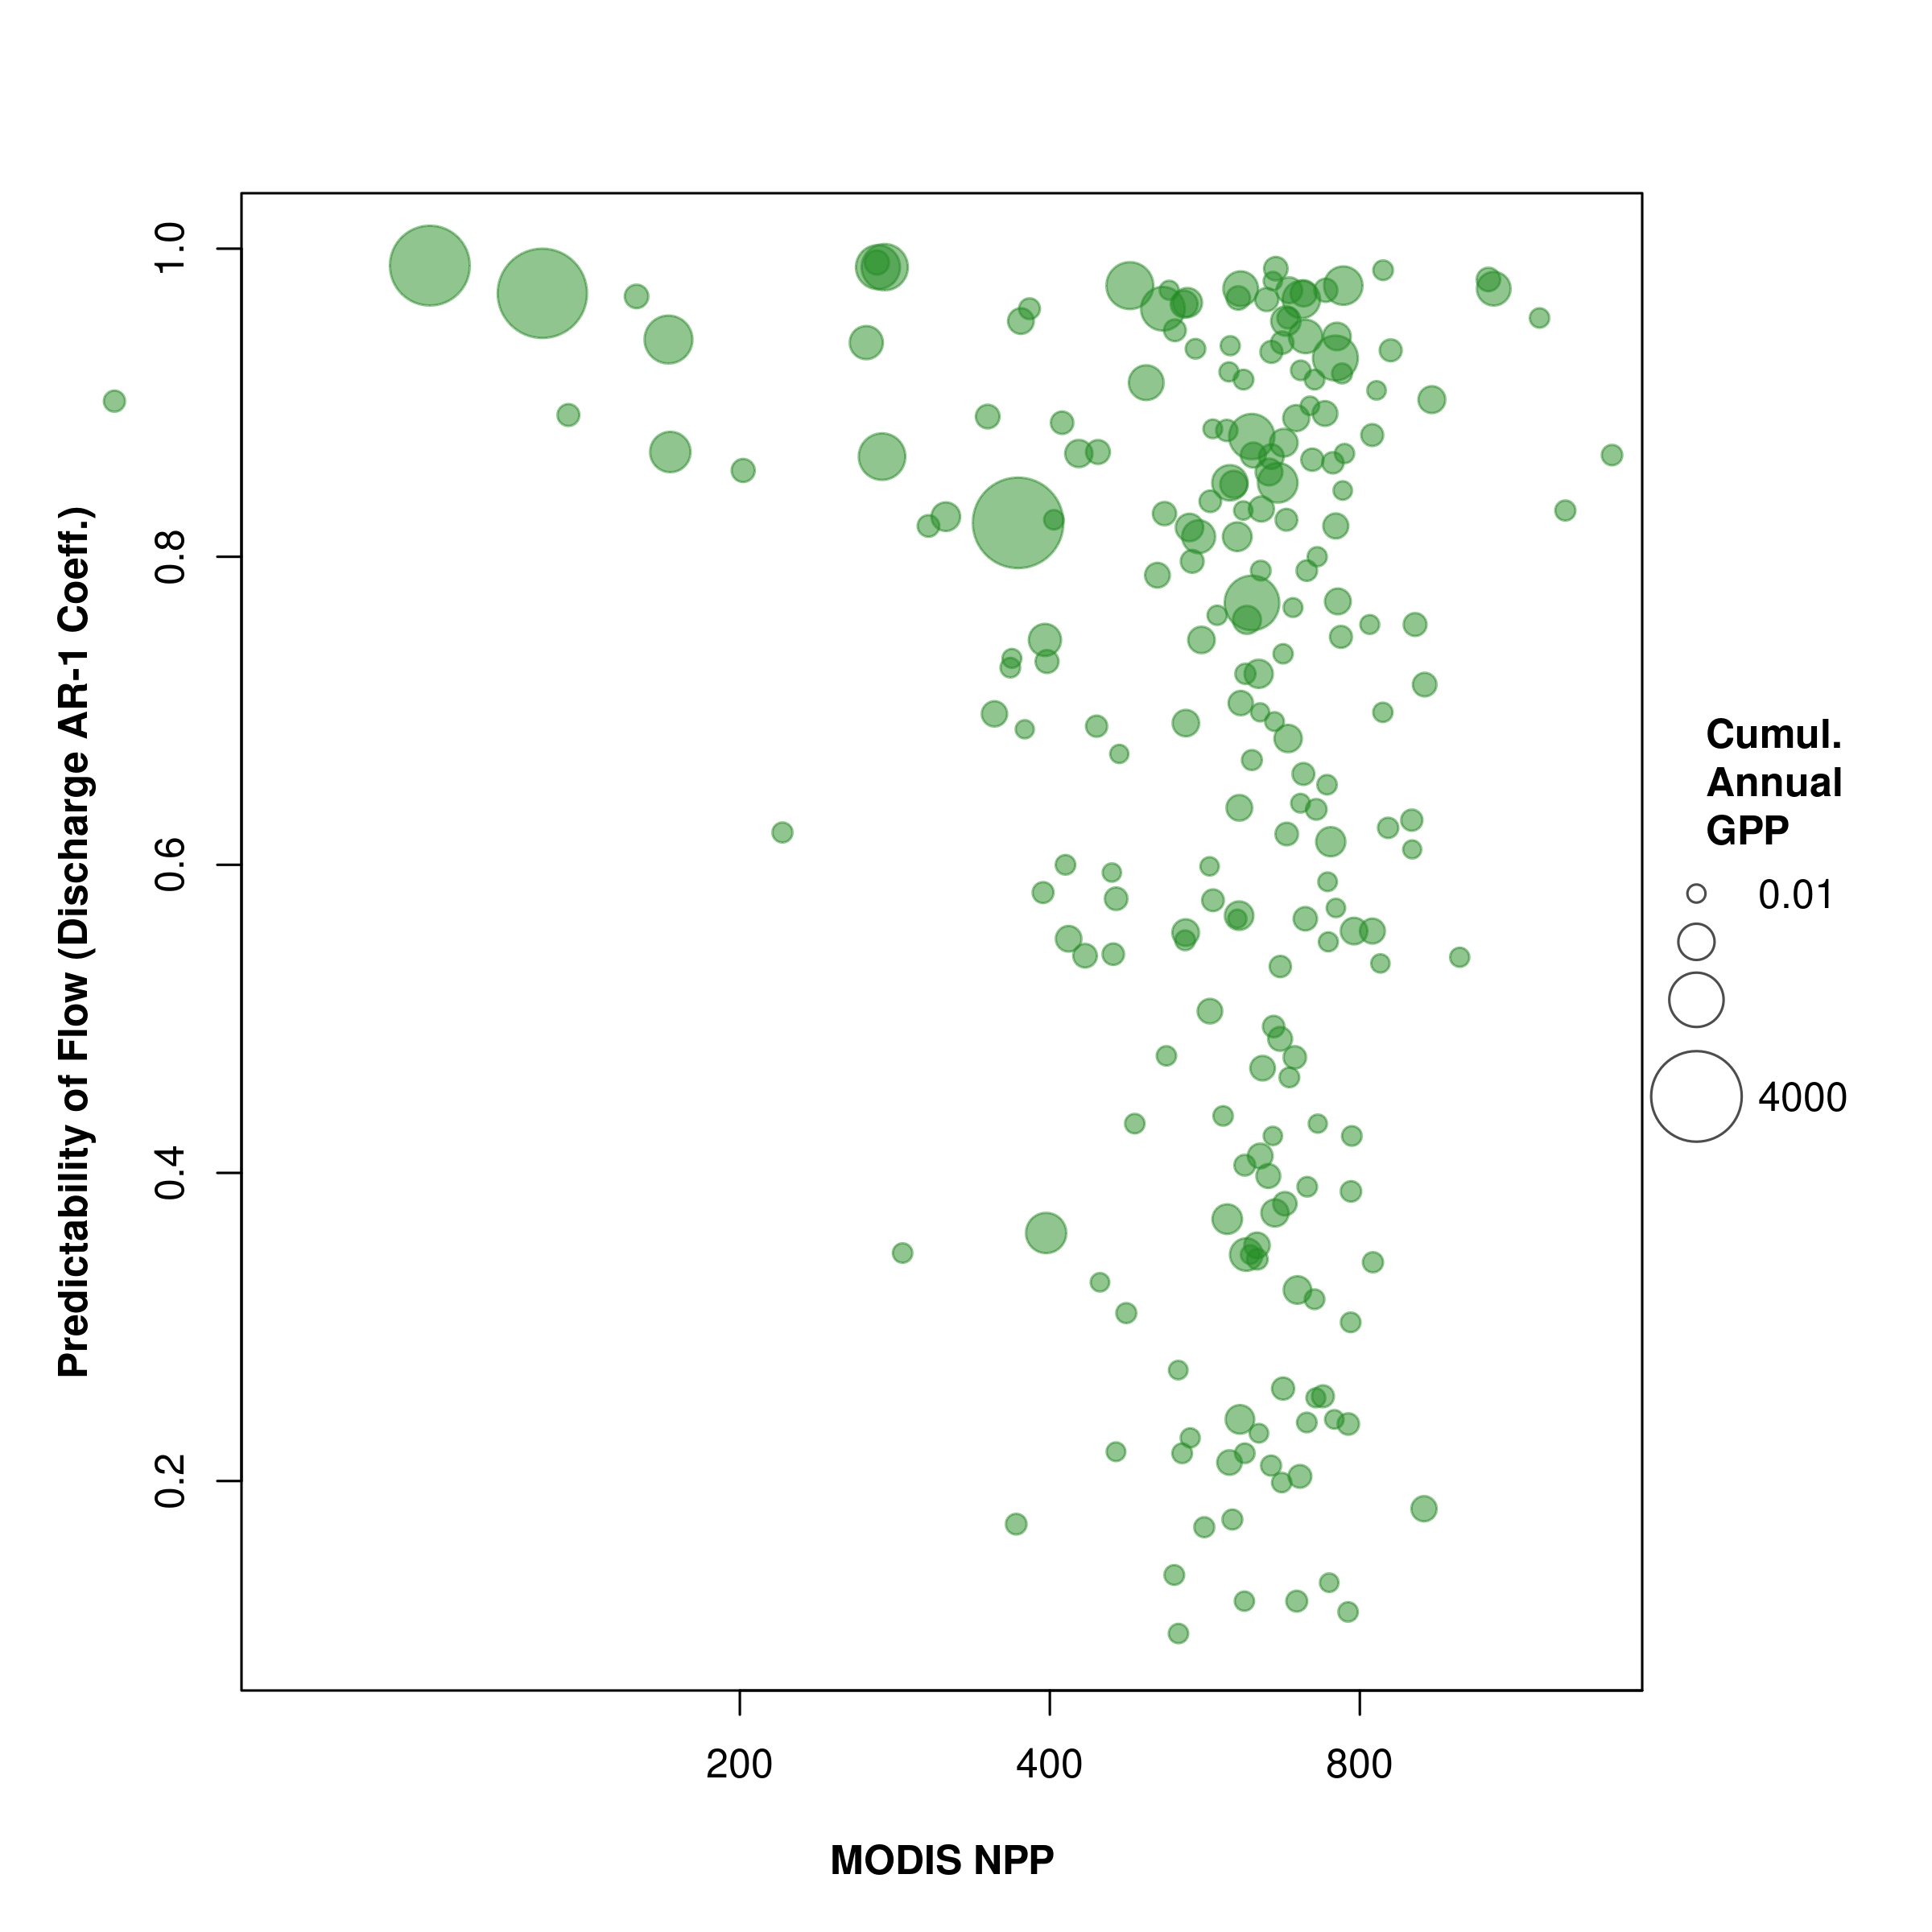 1.0
0.8
0.6
0.4
0.2
Predictability of Flow (Discharge AR-1 Coeff.)
200 400 800
MODIS NPP
Cumul.
Annual
GPP
0.01
4000